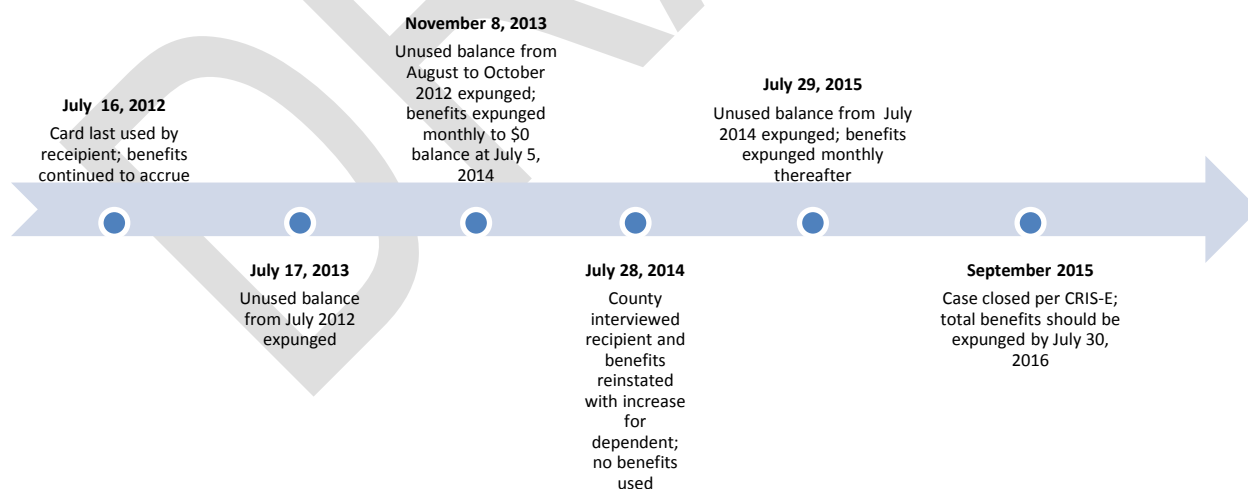 November 8, 2013
Unused balance from
August to October
2012 expunged;
benefits expunged
monthly to $0
balance at July 5,
2014
July 29, 2015
Unused balance from July
2014 expunged; benefits
expunged monthly
thereafter
July 16, 2012
Card last used by
receipient; benefits
continued to accrue
July 17, 2013
Unused balance
from July 2012
expunged
July 28, 2014
County
interviewed
recipient and
benefits
reinstated
with increase
for
dependent;
no benefits
used
September 2015
Case closed per CRIS-E;
total benefits should be
expunged by July 30,
2016